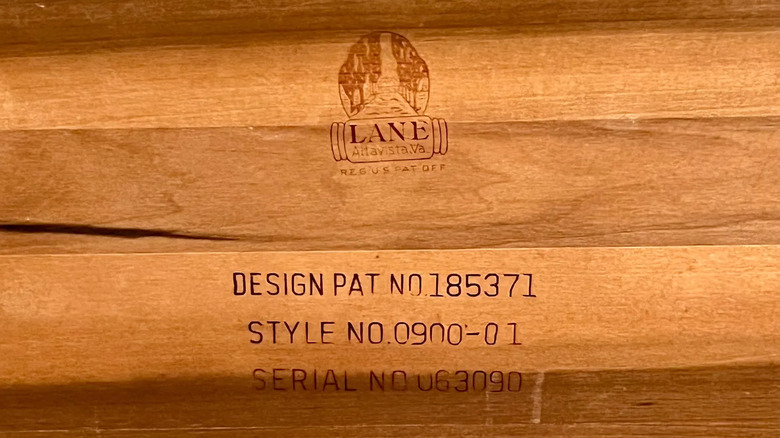 LANE
Altavista, Va.
REG. U.S. PAT. OFF.
DESIGN PAT NO.185371
STYLE NO.0900-01
SERIAL NO 063090